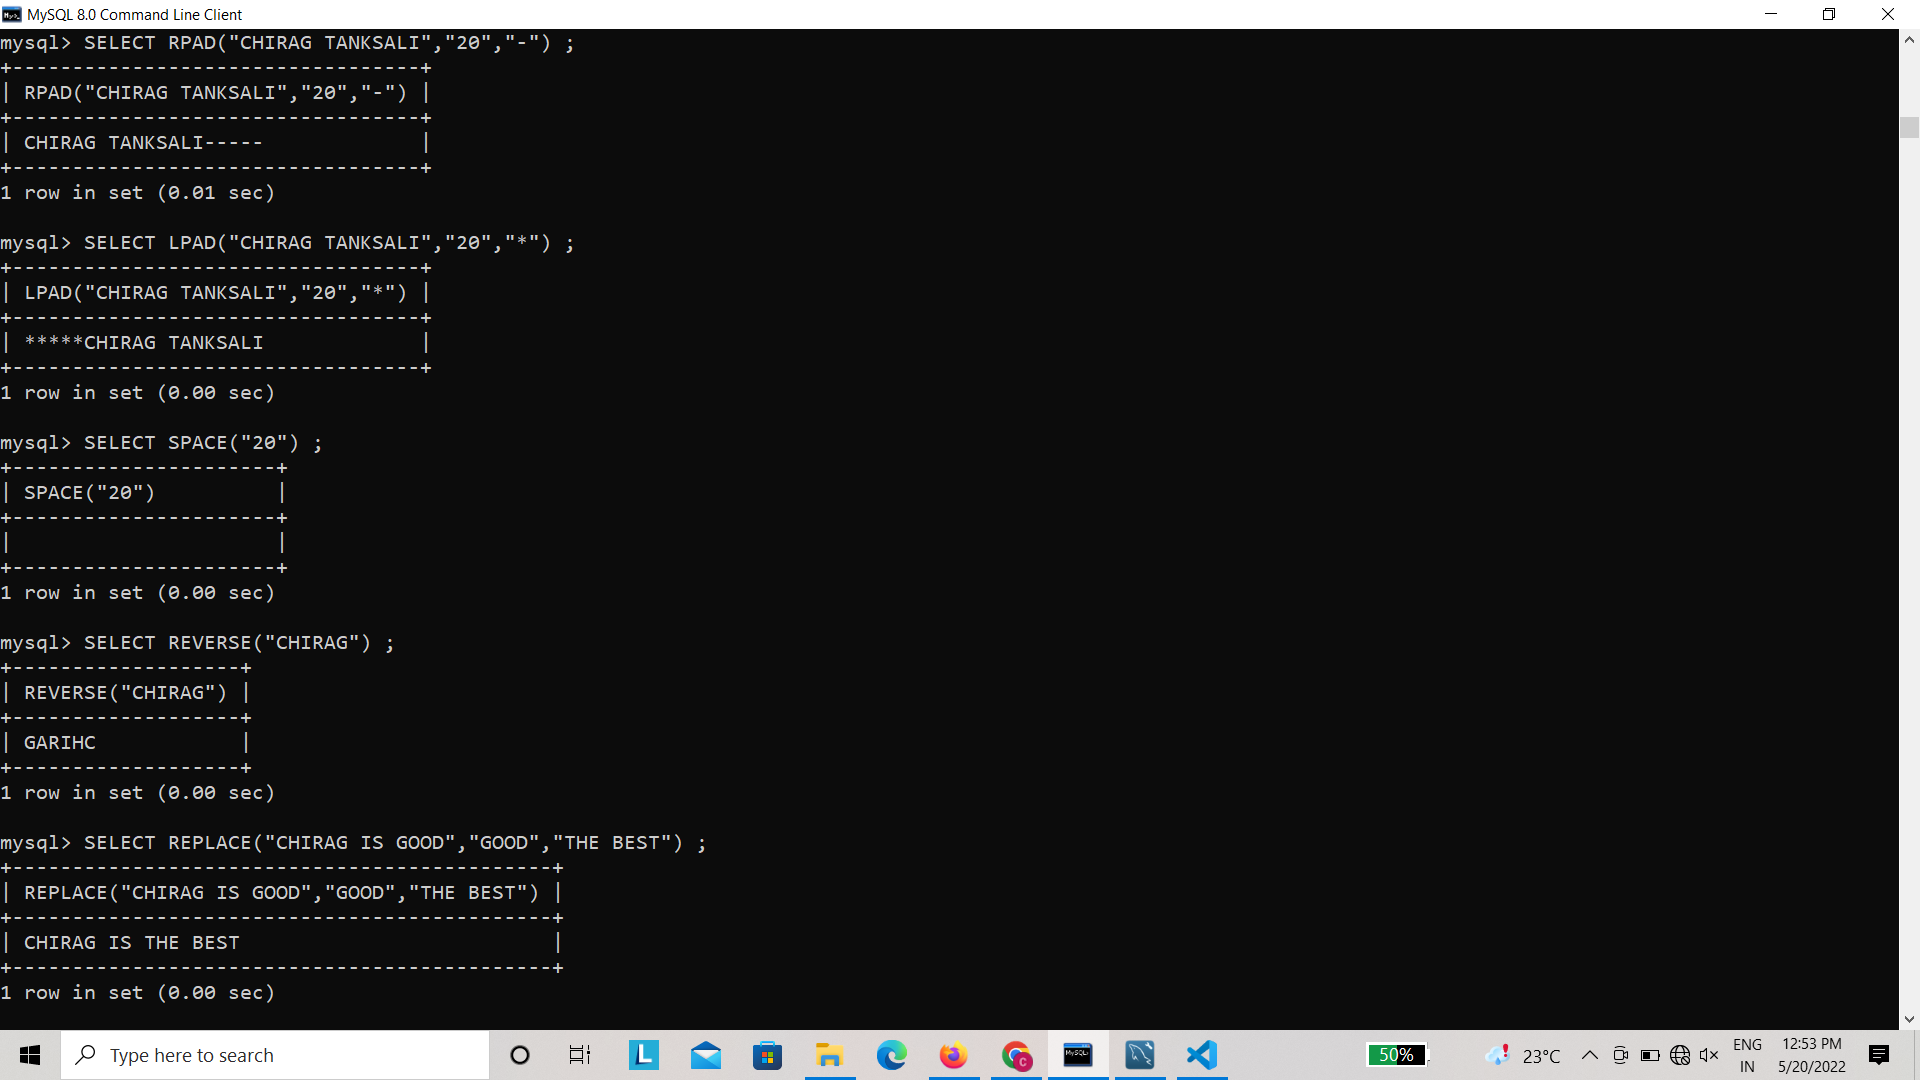 MySQL 8.0 Command Line Client
mysql> SELECT RPAD("CHIRAG TANKSALI","20","-") ;
+----------------------------------+
| RPAD("CHIRAG TANKSALI","20","-") |
+----------------------------------+
| CHIRAG TANKSALI-----             |
+----------------------------------+
1 row in set (0.01 sec)

mysql> SELECT LPAD("CHIRAG TANKSALI","20","*") ;
+----------------------------------+
| LPAD("CHIRAG TANKSALI","20","*") |
+----------------------------------+
| *****CHIRAG TANKSALI             |
+----------------------------------+
1 row in set (0.00 sec)

mysql> SELECT SPACE("20") ;
+----------------------+
| SPACE("20")          |
+----------------------+
|                      |
+----------------------+
1 row in set (0.00 sec)

mysql> SELECT REVERSE("CHIRAG") ;
+-------------------+
| REVERSE("CHIRAG") |
+-------------------+
| GARIHC            |
+-------------------+
1 row in set (0.00 sec)

mysql> SELECT REPLACE("CHIRAG IS GOOD","GOOD","THE BEST") ;
+---------------------------------------------+
| REPLACE("CHIRAG IS GOOD","GOOD","THE BEST") |
+---------------------------------------------+
| CHIRAG IS THE BEST                          |
+---------------------------------------------+
1 row in set (0.00 sec)

Type here to search
L
C
50%
23°C
ENG
IN
12:53 PM
5/20/2022